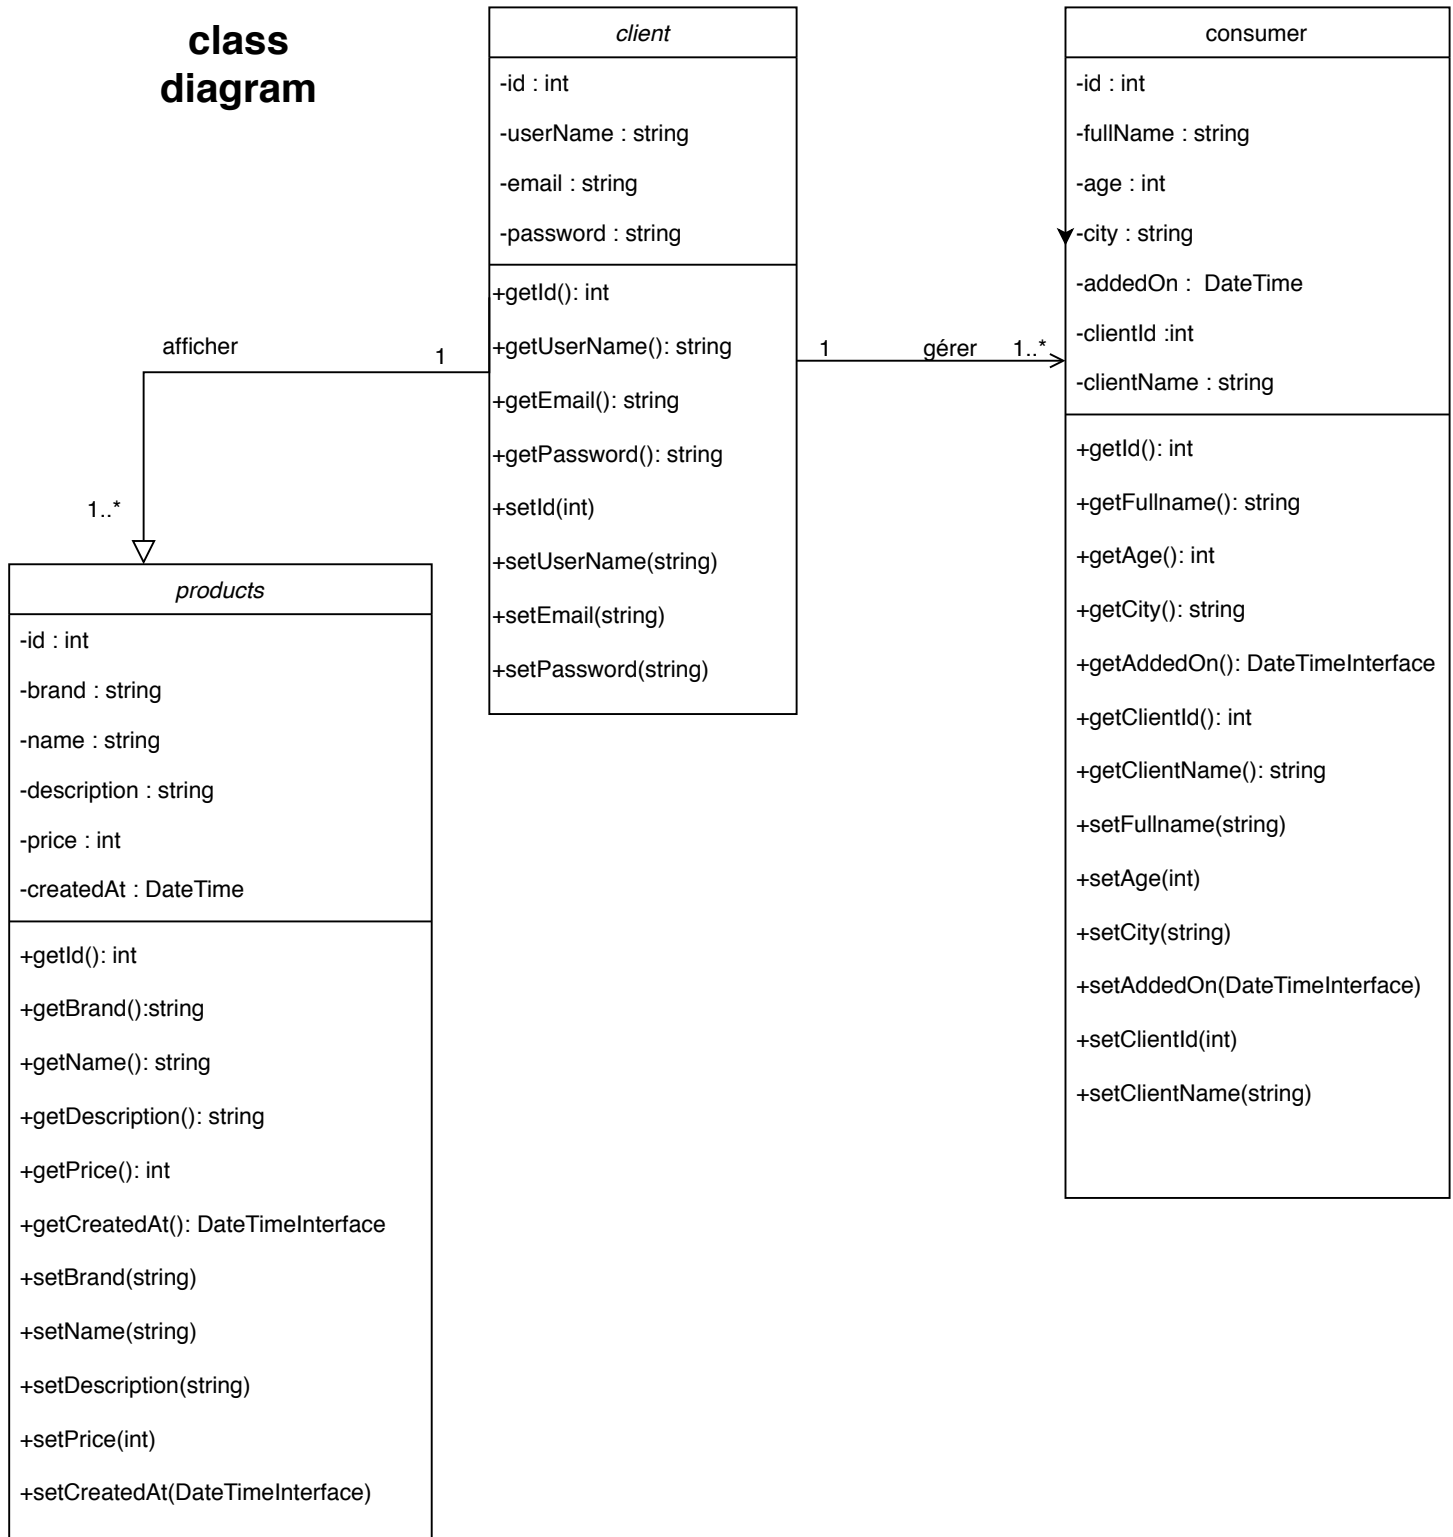 class
diagram
client
-id : int
-userName : string
-email : string
-password : string
+getId(): int
+getUserName(): string
+getEmail(): string
+getPassword(): string
+setId(int)
+setUserName(string)
+setEmail(string)
+setPassword(string)
consumer
-id : int
-fullName : string
-age : int
-city : string
-addedOn :  DateTime
-clientId :int
-clientName : string
+getId(): int
+getFullname(): string
+getAge(): int
+getCity(): string
+getAddedOn(): DateTimeInterface
+getClientId(): int
+getClientName(): string
+setFullname(string)
+setAge(int)
+setCity(string)
+setAddedOn(DateTimeInterface)
+setClientId(int)
+setClientName(string)
afficher
1
1..*
1
gérer
1..*
products
-id : int
-brand : string
-name : string
-description : string
-price : int
-createdAt : DateTime
+getId(): int
+getBrand():string
+getName(): string
+getDescription(): string
+getPrice(): int
+getCreatedAt(): DateTimeInterface
+setBrand(string)
+setName(string)
+setDescription(string)
+setPrice(int)
+setCreatedAt(DateTimeInterface)